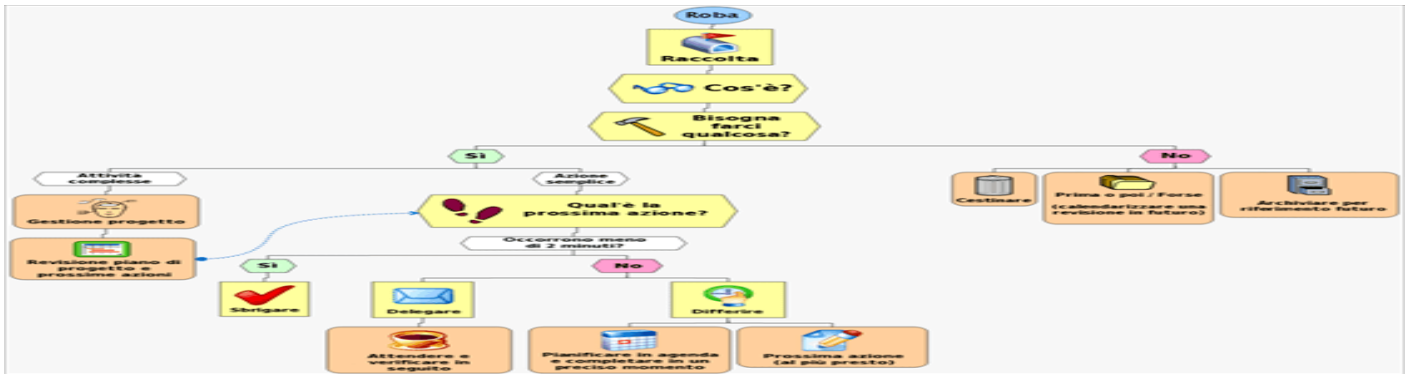 Roba
Raccolta
Cos'è?
Bisogna
farci
qualcosa?
Sì
No
Attività
complesse
Azione
semplice
Cestinare
Prima o poi / Forse
(calendarizzare una
revisione in futuro)
Archiviare per
riferimento futuro
Gestione progetto
Qual'è la
prossima azione?
Revisione piano di
progetto e
prossime azioni
Occorrono meno
di 2 minuti?
Sì
No
Sbrigare
Delegare
Differire
Attendere e
verificare in
seguito
Pianificare in agenda
e completare in un
preciso momento
Prossima azione
(al più presto)